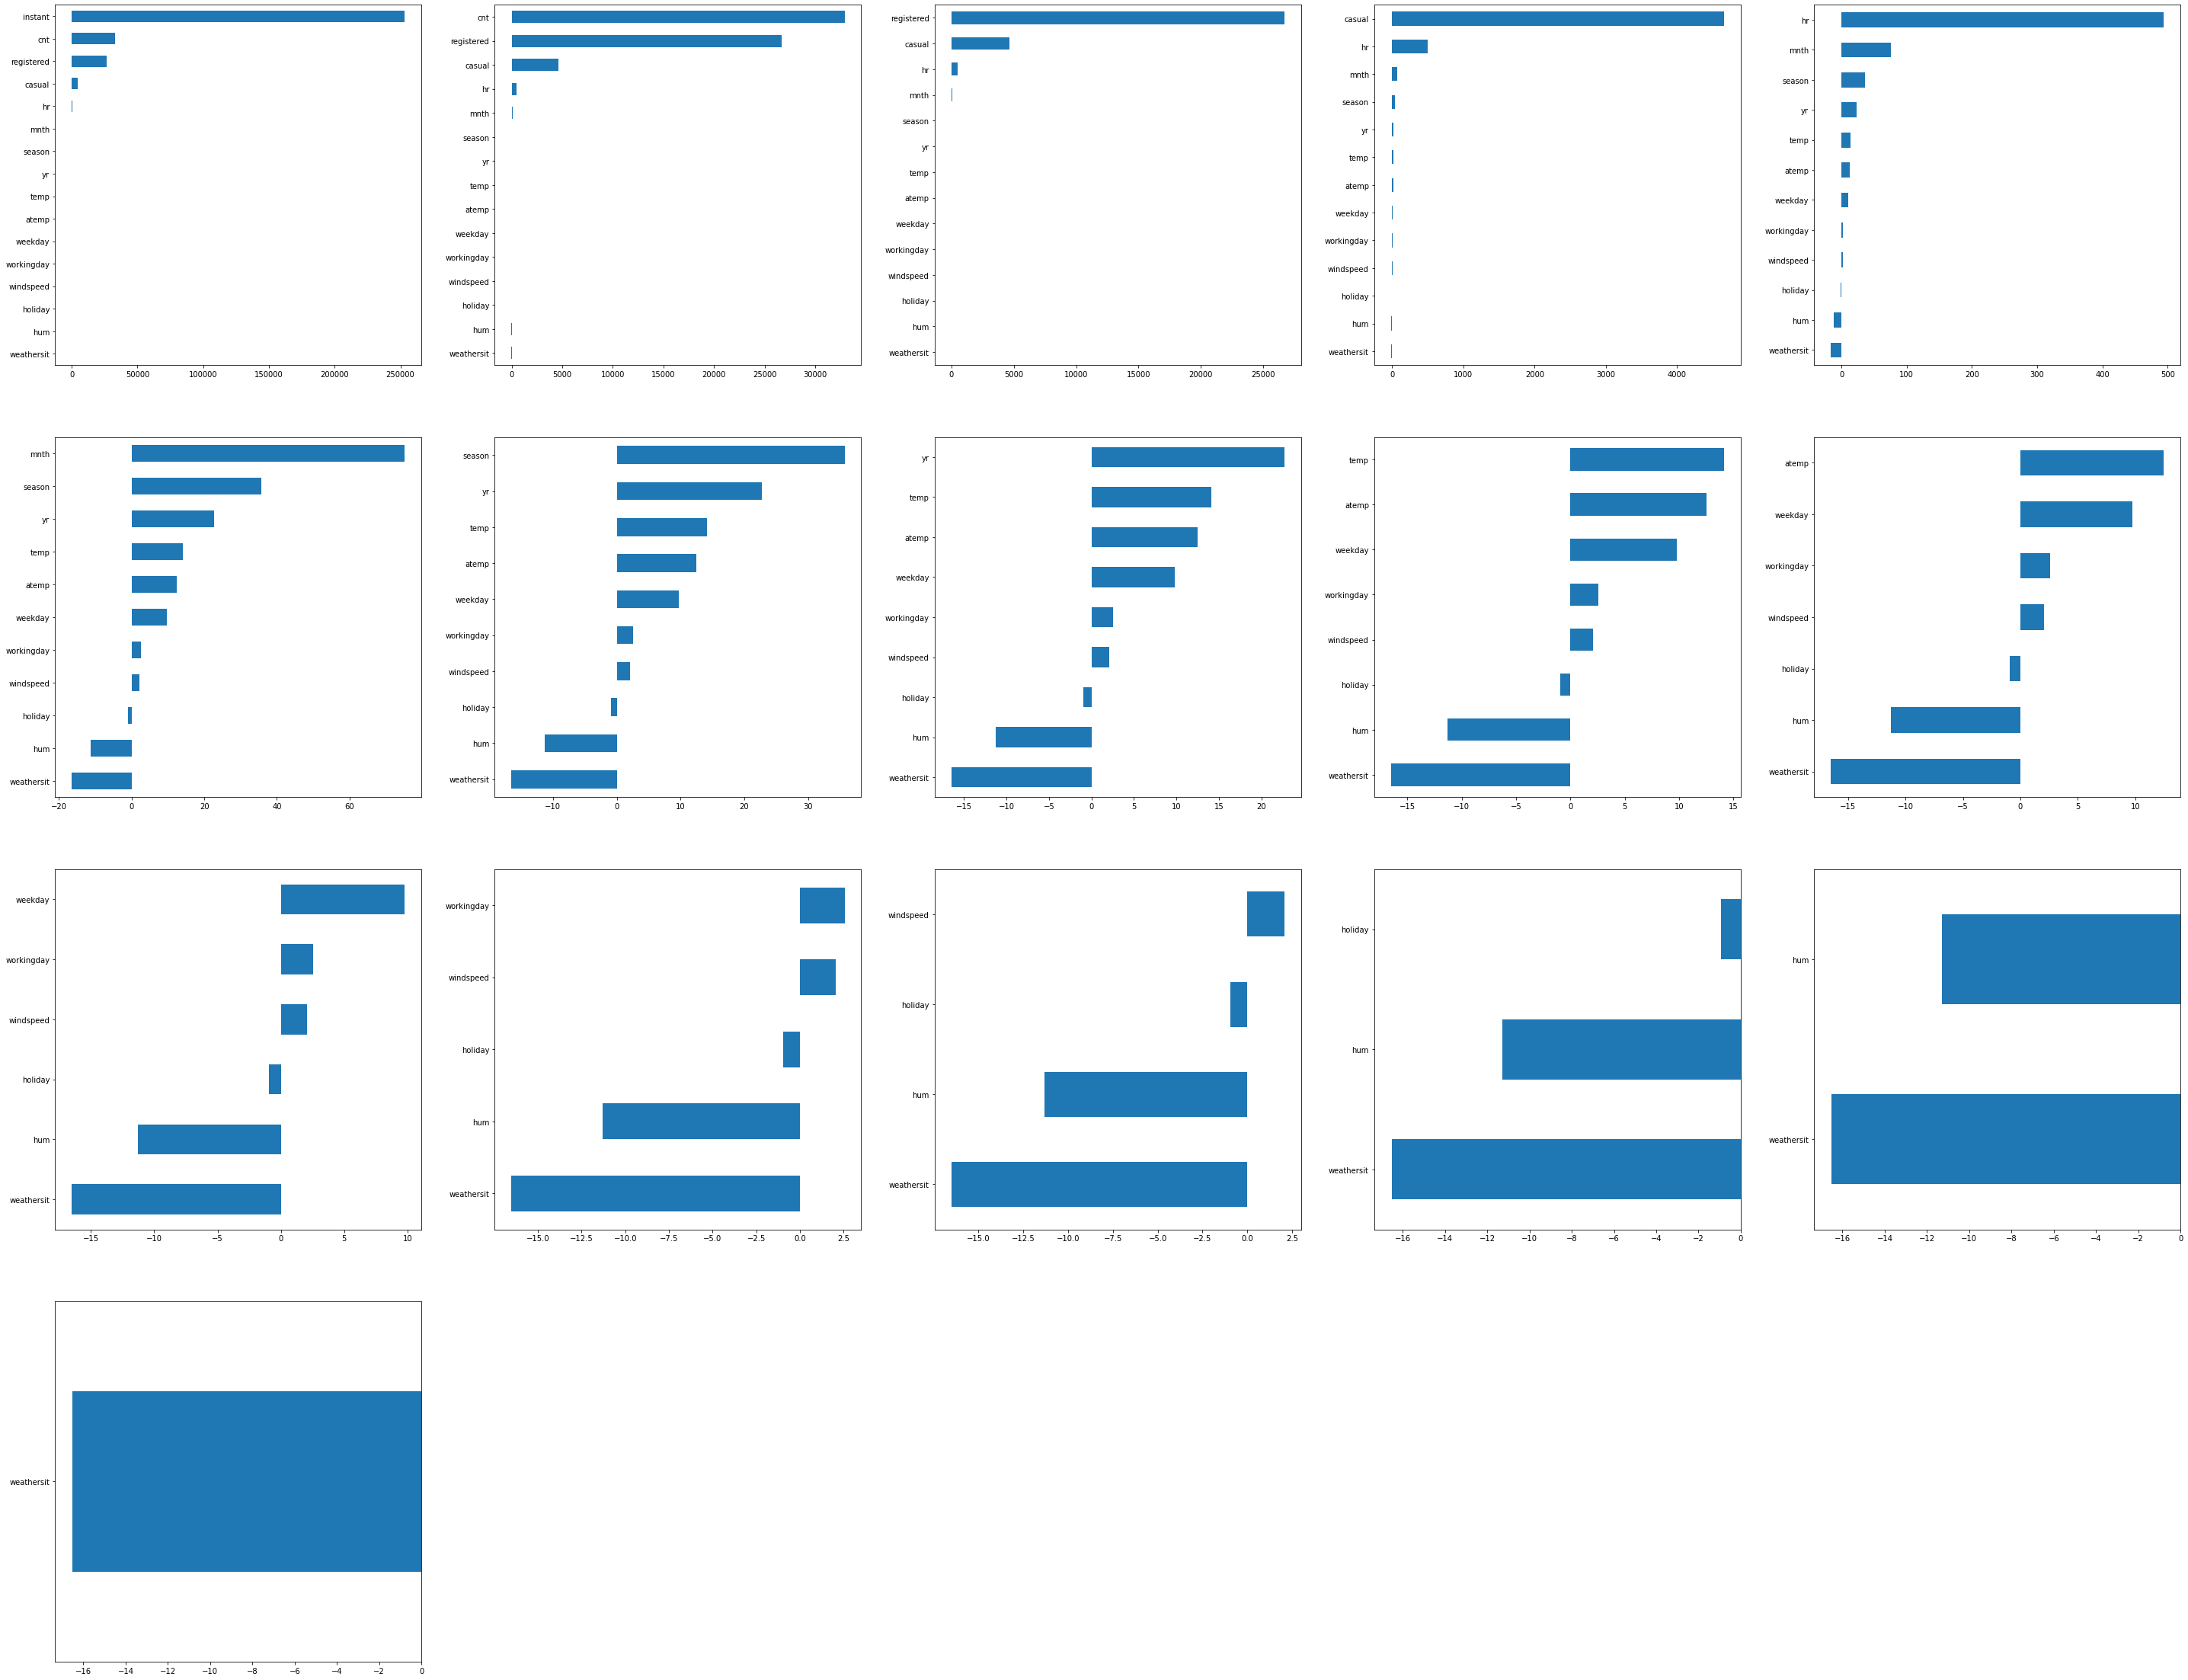 instant
cnt
registered
casual
hr
mnth
season
yr
temp
atemp
weekday
workingday
windspeed
holiday
hum
weathersit
0 50000 100000 150000 200000 250000
cnt
registered
casual
hr
mnth
season
yr
temp
atemp
weekday
workingday
windspeed
holiday
hum
weathersit
0 5000 10000 15000 20000 25000 30000
registered
casual
hr
mnth
season
yr
temp
atemp
weekday
workingday
windspeed
holiday
hum
weathersit
0 5000 10000 15000 20000 25000
casual
hr
mnth
season
yr
temp
atemp
weekday
workingday
windspeed
holiday
hum
weathersit
0 1000 2000 3000 4000
hr
mnth
season
yr
temp
atemp
weekday
workingday
windspeed
holiday
hum
weathersit
0 100 200 300 400 500
mnth
season
yr
temp
atemp
weekday
workingday
windspeed
holiday
hum
weathersit
−20 0 20 40 60
season
yr
temp
atemp
weekday
workingday
windspeed
holiday
hum
weathersit
−10 0 10 20 30
yr
temp
atemp
weekday
workingday
windspeed
holiday
hum
weathersit
−15 −10 −5 0 5 10 15 20
temp
atemp
weekday
workingday
windspeed
holiday
hum
weathersit
−15 −10 −5 0 5 10 15
atemp
weekday
workingday
windspeed
holiday
hum
weathersit
−15 −10 −5 0 5 10
weekday
workingday
windspeed
holiday
hum
weathersit
−15 −10 −5 0 5 10
workingday
windspeed
holiday
hum
weathersit
−15.0 −12.5 −10.0 −7.5 −5.0 −2.5 0.0 2.5
windspeed
holiday
hum
weathersit
−15.0 −12.5 −10.0 −7.5 −5.0 −2.5 0.0 2.5
holiday
hum
weathersit
−16 −14 −12 −10 −8 −6 −4 −2 0
hum
weathersit
−16 −14 −12 −10 −8 −6 −4 −2 0
weathersit
−16 −14 −12 −10 −8 −6 −4 −2 0